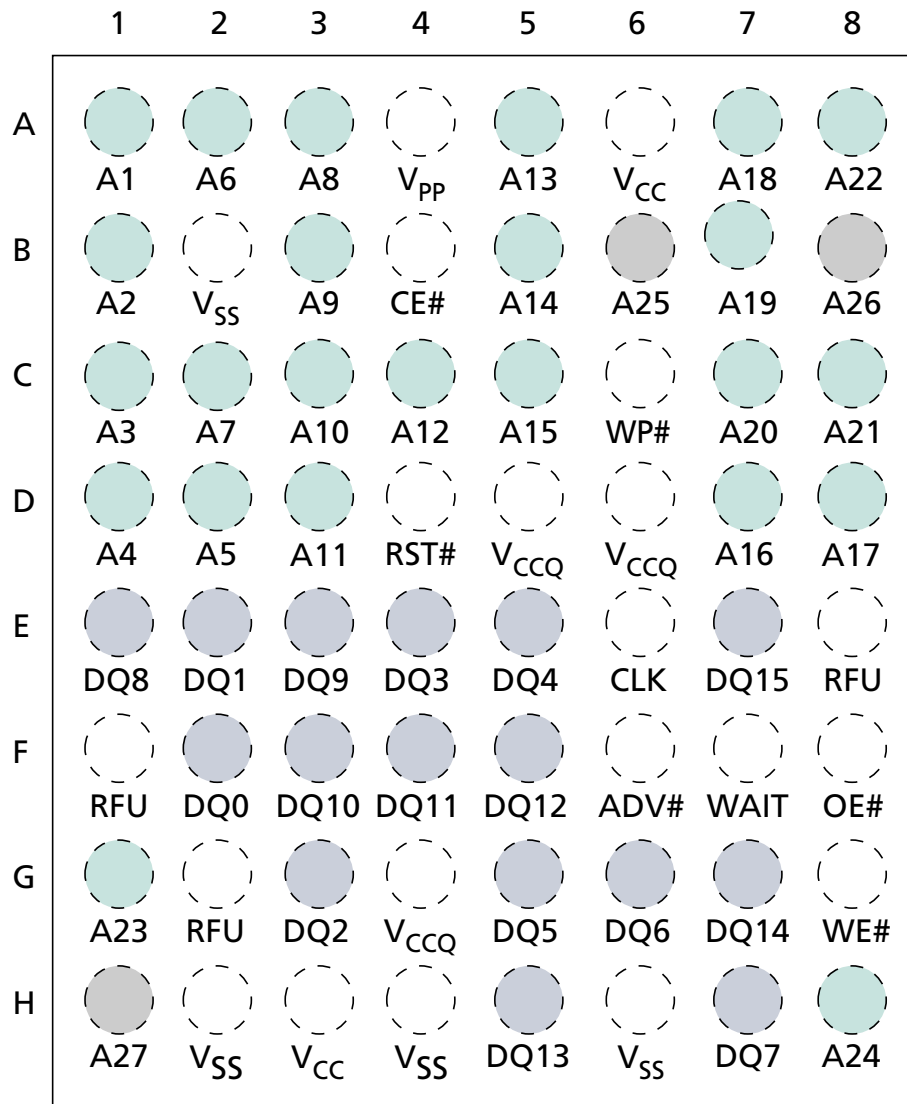 1 2 3 4 5 6 7 8
A
A1 A6 A8 VPP A13 VCC A18 A22
B
A2 VSS A9 CE# A14 A25 A19 A26
C
A3 A7 A10 A12 A15 WP# A20 A21
D
A4 A5 A11 RST# VCCQ VCCQ A16 A17
E
DQ8 DQ1 DQ9 DQ3 DQ4 CLK DQ15 RFU
F
RFU DQ0 DQ10 DQ11 DQ12 ADV# WAIT OE#
G
A23 RFU DQ2 VCCQ DQ5 DQ6 DQ14 WE#
H
A27 VSS VCC VSS DQ13 VSS DQ7 A24